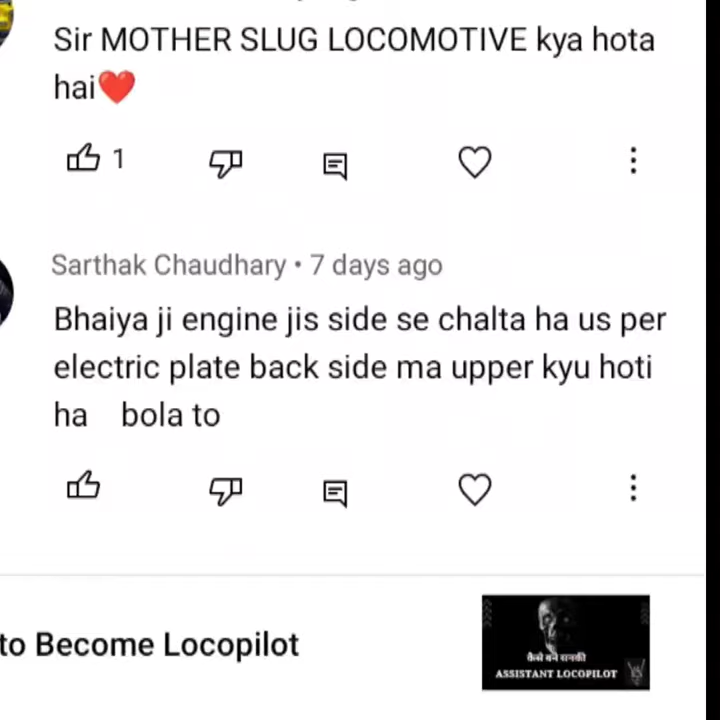 Sir MOTHER SLUG LOCOMOTIVE kya hota
hai❤️
1
Sarthak Chaudhary • 7 days ago
Bhaiya ji engine jis side se chalta ha us per
electric plate back side ma upper kyu hoti
ha bola to
to Become Locopilot
कैसे बने सनकी
ASSISTANT LOCOPILOT